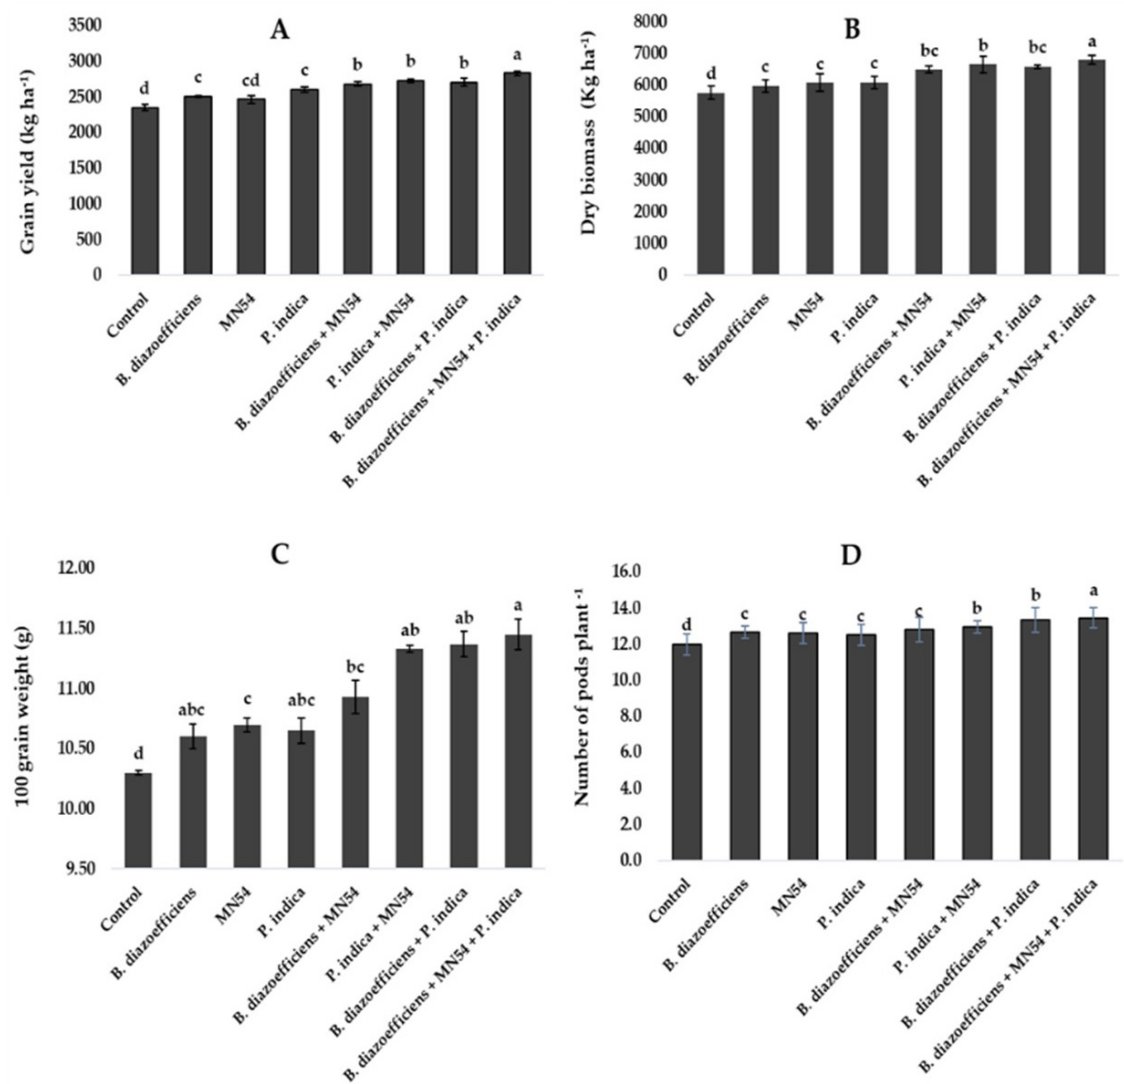 A
Grain yield (kg ha⁻¹)
3500
3000
2500
2000
1500
1000
500
0
d
c
cd
c
b
b
b
a
Control
B. diazoefficiens
MN54
P. indica
B. diazoefficiens + MN54
P. indica + MN54
B. diazoefficiens + P. indica
B. diazoefficiens + MN54 + P. indica
B
Dry biomass (Kg ha⁻¹)
8000
7000
6000
5000
4000
3000
2000
1000
0
d
c
c
c
bc
b
bc
a
Control
B. diazoefficiens
MN54
P. indica
B. diazoefficiens + MN54
P. indica + MN54
B. diazoefficiens + P. indica
B. diazoefficiens + MN54 + P. indica
C
100 grain weight (g)
12.00
11.50
11.00
10.50
10.00
9.50
d
abc
c
abc
bc
ab
ab
a
Control
B. diazoefficiens
MN54
P. indica
B. diazoefficiens + MN54
P. indica + MN54
B. diazoefficiens + P. indica
B. diazoefficiens + MN54 + P. indica
D
Number of pods plant⁻¹
16.0
14.0
12.0
10.0
8.0
6.0
4.0
2.0
0.0
d
c
c
c
c
b
b
a
Control
B. diazoefficiens
MN54
P. indica
B. diazoefficiens + MN54
P. indica + MN54
B. diazoefficiens + P. indica
B. diazoefficiens + MN54 + P. indica